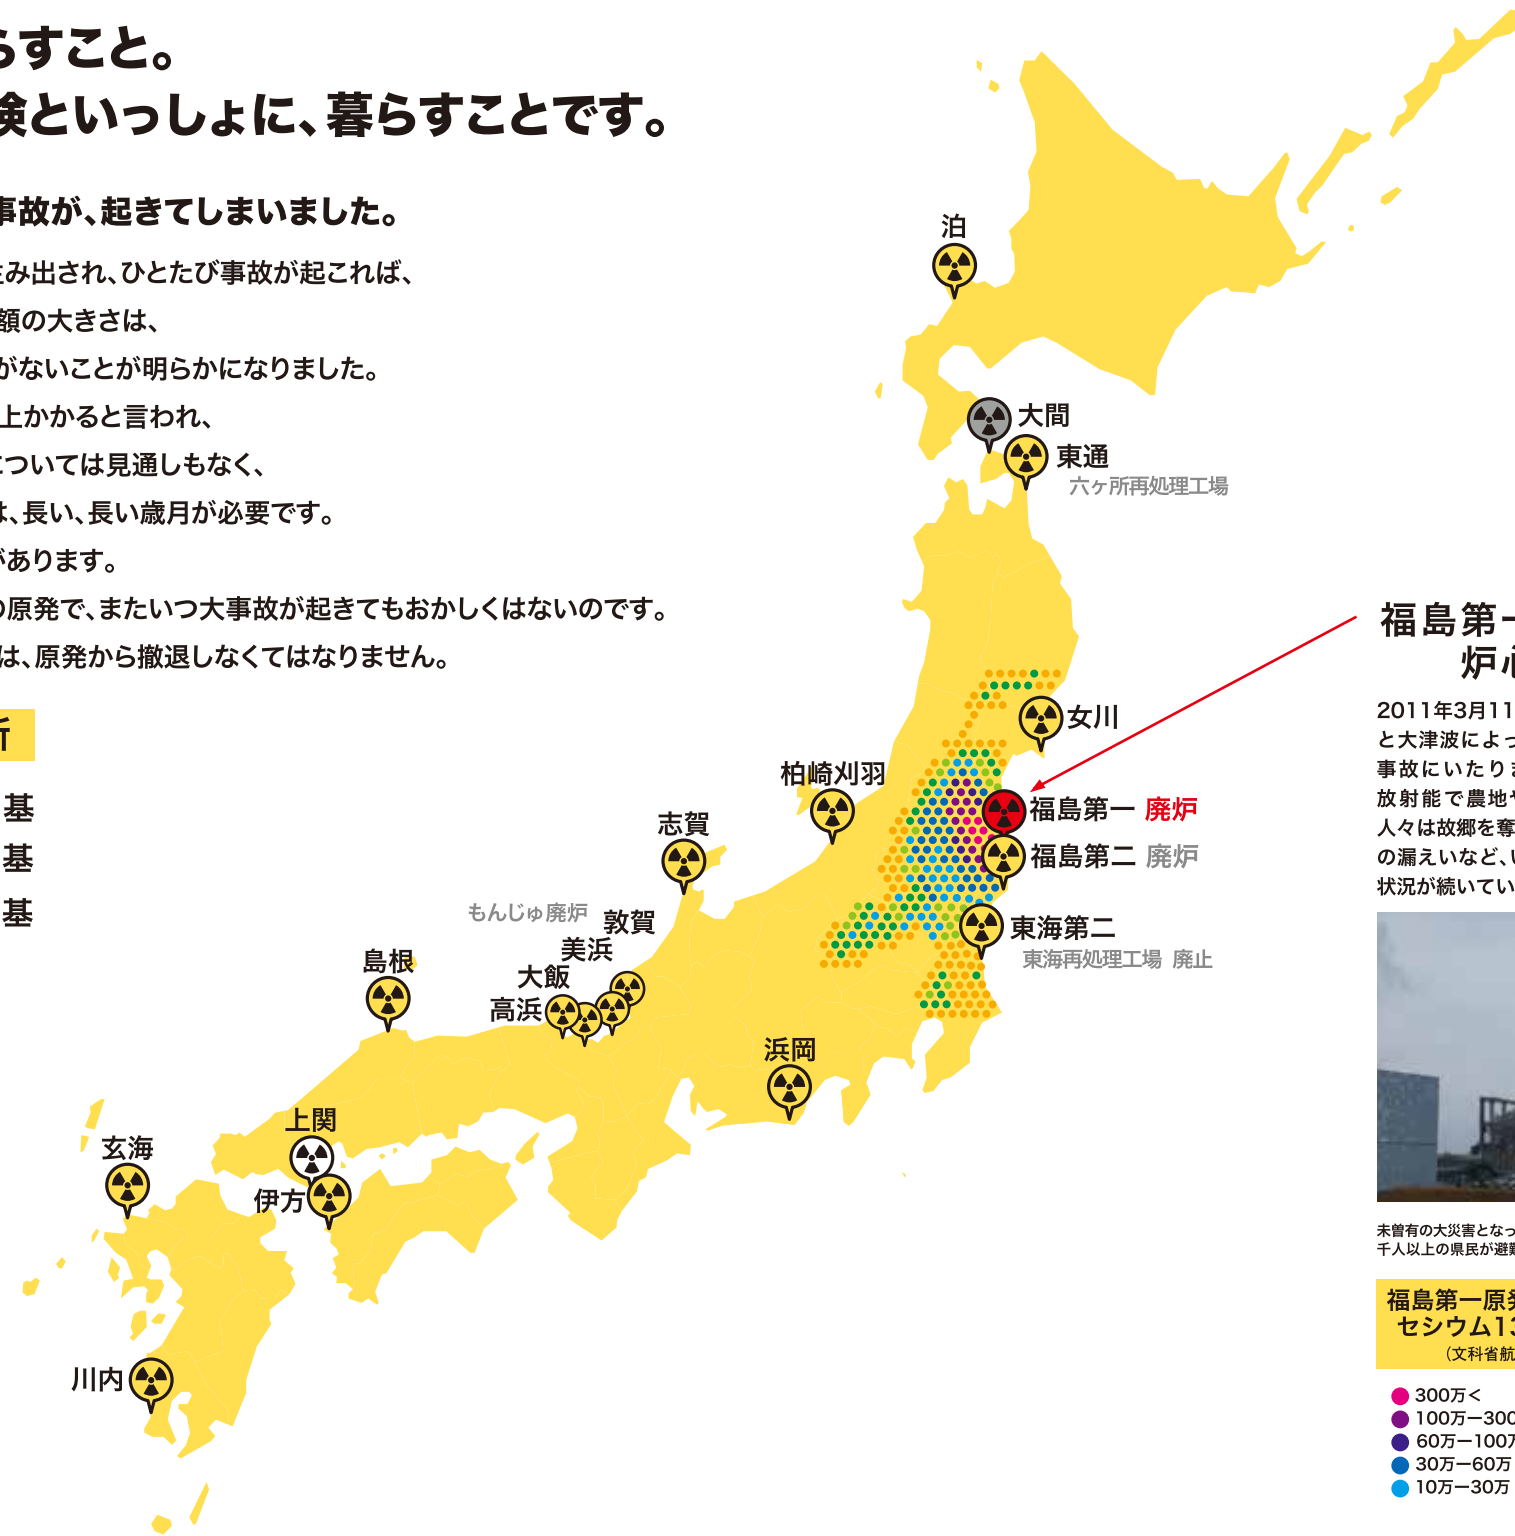 らすこと。
険といっしょに、暮らすことです。
事故が、起きてしまいました。
生み出され、ひとたび事故が起これば、
額の大きさは、
がないことが明らかになりました。
上かかると言われ、
については見通しもなく、
は、長い、長い歳月が必要です。
があります。
の原発で、またいつ大事故が起きてもおかしくはないのです。
は、原発から撤退しなくてはなりません。
所
基
基
基
泊
大間
東通
六ヶ所再処理工場
女川
柏崎刈羽
福島第一 廃炉
福島第二 廃炉
志賀
もんじゅ廃炉
敦賀
美浜
大飯
高浜
東海第二
東海再処理工場 廃止
島根
浜岡
上関
玄海
伊方
川内
福島第一
炉心
2011年3月11
と大津波によっ
事故にいたりま
放射能で農地や
人々は故郷を奪
の漏えいなど、い
状況が続いてい
未曽有の大災害となっ
千人以上の県民が避難
福島第一原発
セシウム13
(文科省航
300万<
100万ー300
60万ー100万
30万ー60万
10万ー30万